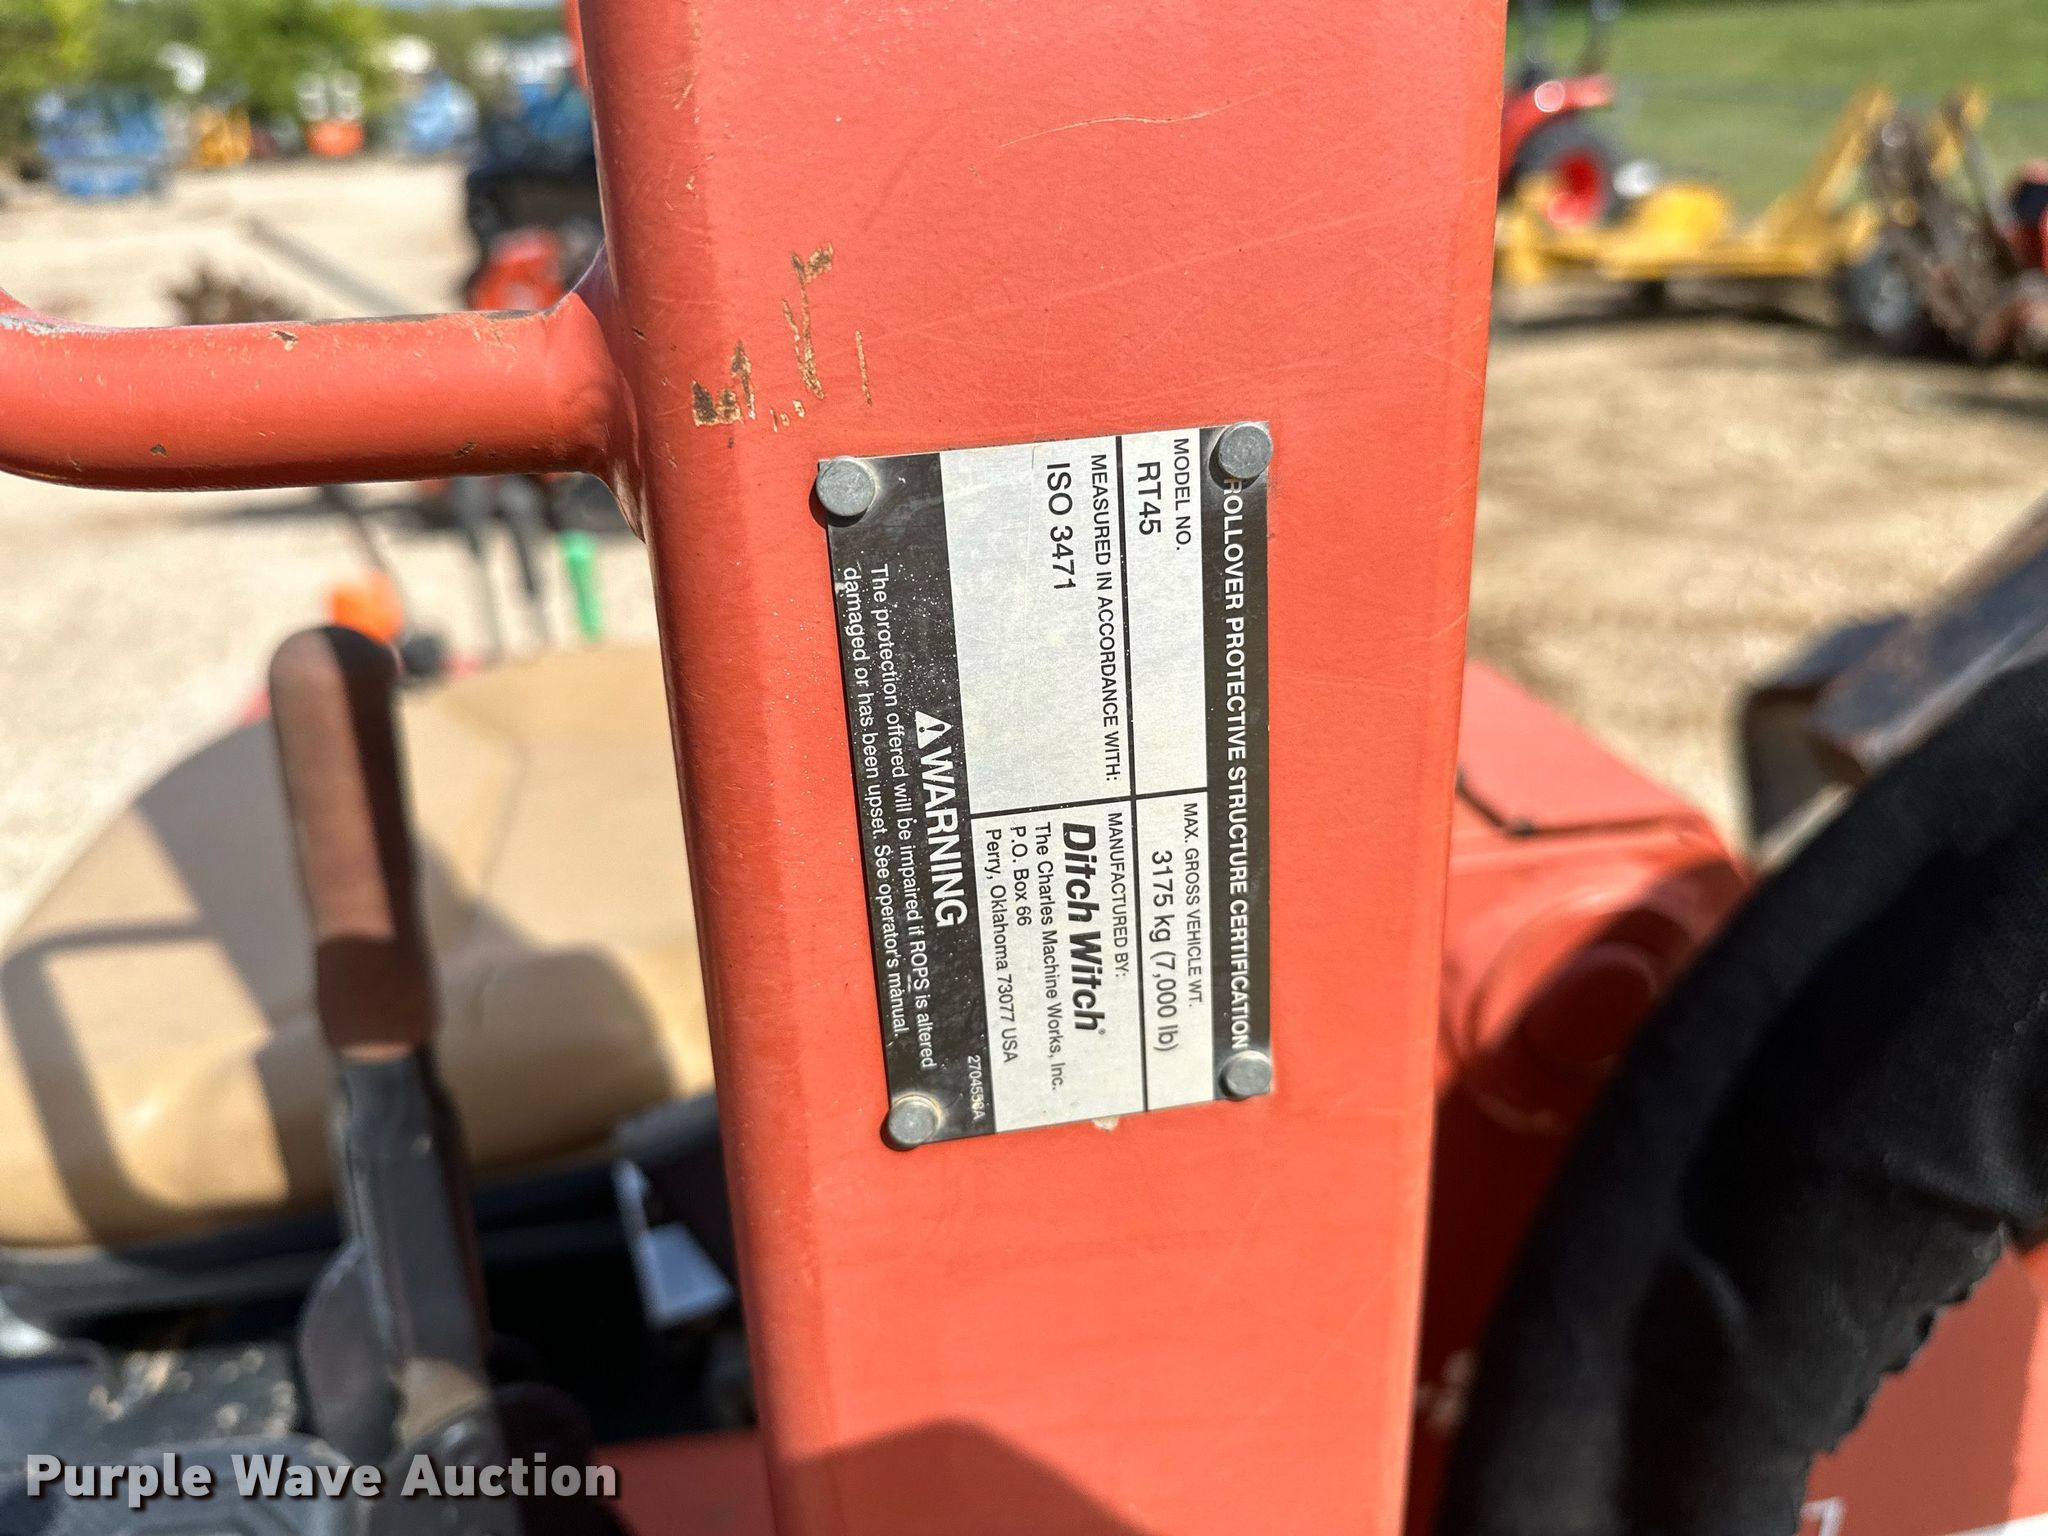 ROLLOVER PROTECTIVE STRUCTURE CERTIFICATION
MODEL NO.
RT45
MAX. GROSS VEHICLE WT.
3175 kg (7,000 lb)
MEASURED IN ACCORDANCE WITH:
ISO 3471
MANUFACTURED BY:
Ditch Witch®
The Charles Machine Works, Inc.
P.O. Box 66
Perry, Oklahoma 73077 USA
⚠WARNING
270455​6A
The protection offered will be impaired if ROPS is altered
damaged or has been upset. See operator's manual.
Purple Wave Auction